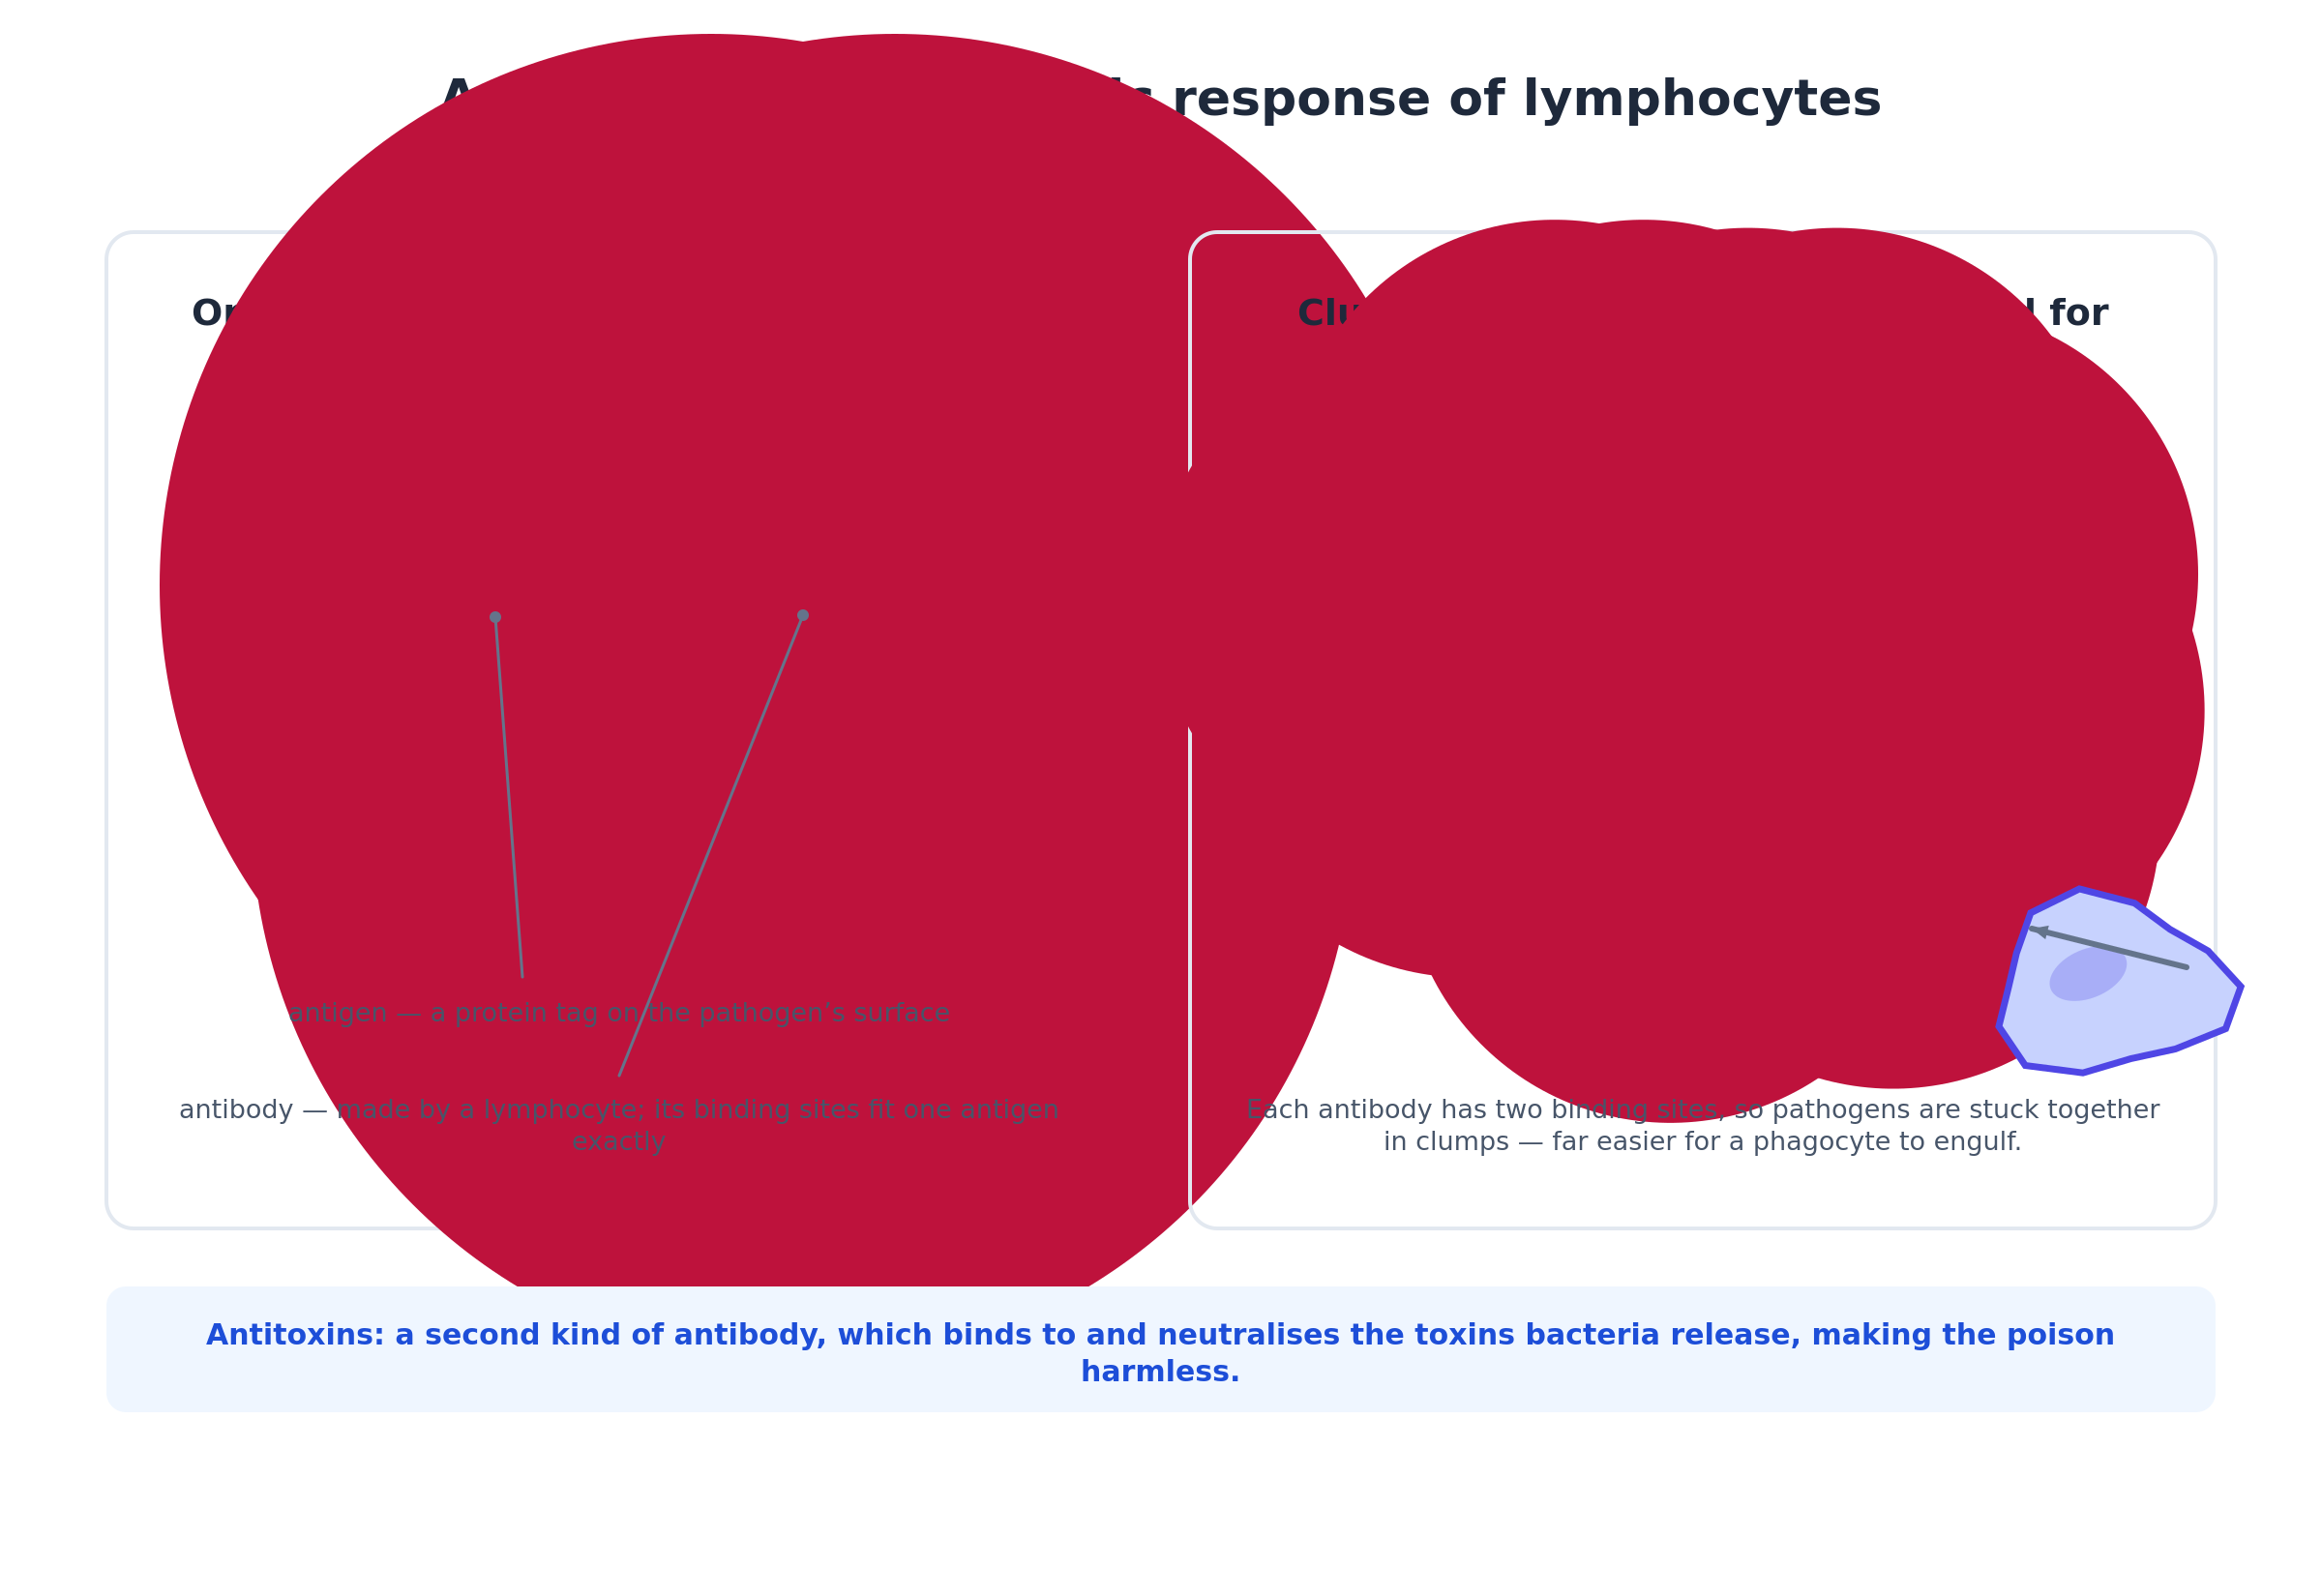 response of lymphocytes
for
antigen — a protein tag on the pathogen's surface
antibody — made by a lymphocyte; its binding sites fit one antigen
exactly
Each antibody has two binding sites, so pathogens are stuck together
in clumps — far easier for a phagocyte to engulf.
Antitoxins: a second kind of antibody, which binds to and neutralises the toxins bacteria release, making the poison
harmless.